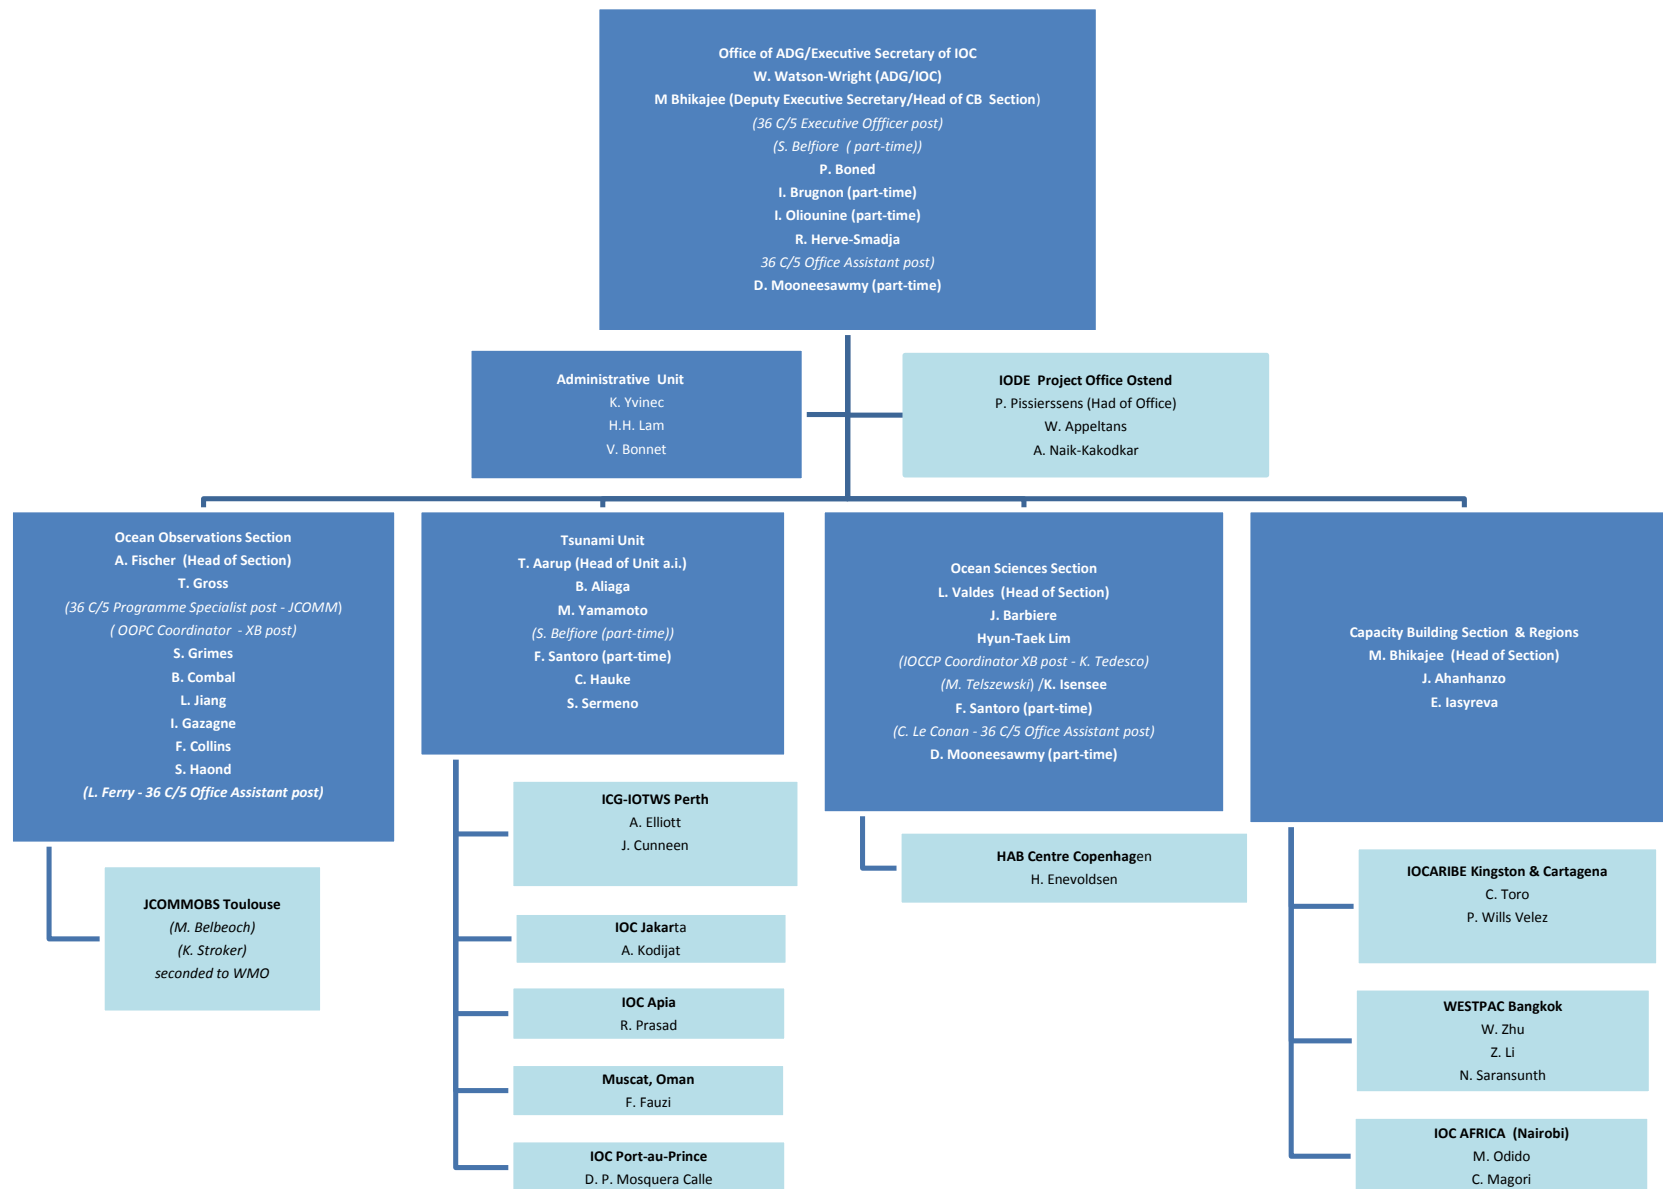 Office of ADG/Executive Secretary of IOC
W. Watson-Wright (ADG/IOC)
M Bhikajee (Deputy Executive Secretary/Head of CB Section)
(36 C/5 Executive Offfficer post)
(S. Belfiore ( part-time))
P. Boned
I. Brugnon (part-time)
I. Oliounine (part-time)
R. Herve-Smadja
36 C/5 Office Assistant post)
D. Mooneesawmy (part-time)
Administrative Unit
K. Yvinec
H.H. Lam
V. Bonnet
IODE Project Office Ostend
P. Pissierssens (Had of Office)
W. Appeltans
A. Naik-Kakodkar
Ocean Observations Section
A. Fischer (Head of Section)
T. Gross
(36 C/5 Programme Specialist post - JCOMM)
( OOPC Coordinator - XB post)
S. Grimes
B. Combal
L. Jiang
I. Gazagne
F. Collins
S. Haond
(L. Ferry - 36 C/5 Office Assistant post)
JCOMMOBS Toulouse
(M. Belbeoch)
(K. Stroker)
seconded to WMO
Tsunami Unit
T. Aarup (Head of Unit a.i.)
B. Aliaga
M. Yamamoto
(S. Belfiore (part-time))
F. Santoro (part-time)
C. Hauke
S. Sermeno
ICG-IOTWS Perth
A. Elliott
J. Cunneen
IOC Jakarta
A. Kodijat
IOC Apia
R. Prasad
Muscat, Oman
F. Fauzi
IOC Port-au-Prince
D. P. Mosquera Calle
Ocean Sciences Section
L. Valdes (Head of Section)
J. Barbiere
Hyun-Taek Lim
(IOCCP Coordinator XB post - K. Tedesco)
(M. Telszewski) /K. Isensee
F. Santoro (part-time)
(C. Le Conan - 36 C/5 Office Assistant post)
D. Mooneesawmy (part-time)
HAB Centre Copenhagen
H. Enevoldsen
Capacity Building Section & Regions
M. Bhikajee (Head of Section)
J. Ahanhanzo
E. Iasyreva
IOCARIBE Kingston & Cartagena
C. Toro
P. Wills Velez
WESTPAC Bangkok
W. Zhu
Z. Li
N. Saransunth
IOC AFRICA (Nairobi)
M. Odido
C. Magori